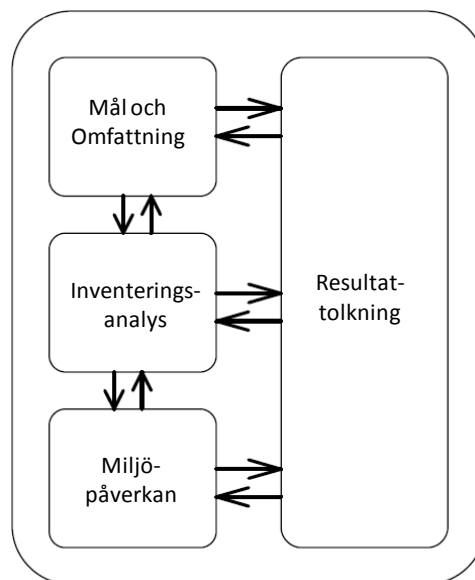 Mål och
Omfattning
Inventerings-
analys
Miljö-
påverkan
Resultat-
tolkning